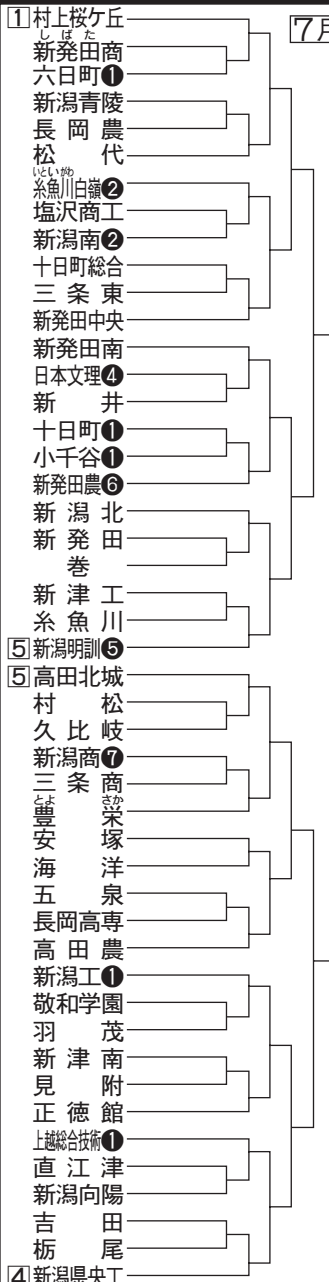 7月
1 村上桜ケ丘
しばた
新発田商
六日町❶
新潟青陵
長岡農
松代
いといがわ
糸魚川白嶺❷
塩沢商工
新潟南❷
十日町総合
三条東
新発田中央
新発田南
日本文理❹
新井
十日町❶
小千谷❶
新発田農❻
新潟北
新発田
巻
新津工
糸魚川
5 新潟明訓❺
5 高田北城
村松
久比岐
新潟商❼
三条商
とよさか
豊栄
安塚
海洋
五泉
長岡高専
高田農
新潟工❶
敬和学園
羽茂
新津南
見附
正徳館
上越総合技術❶
直江津
新潟向陽
吉田
栃尾
4 新潟県央工